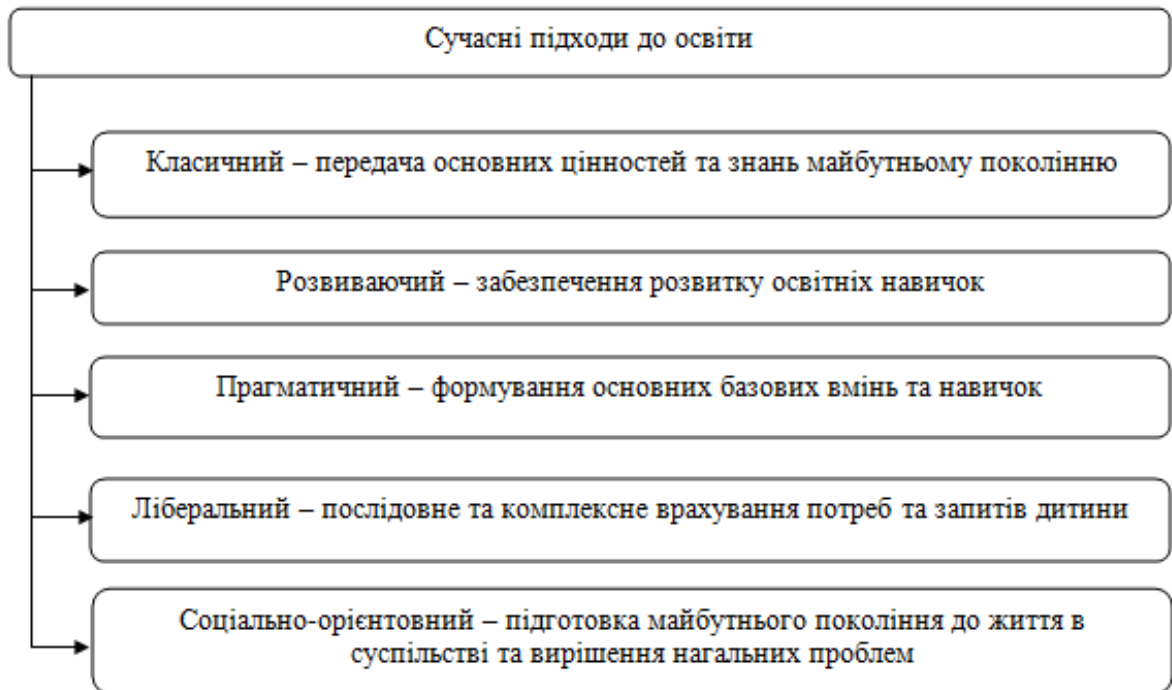 Сучасні підходи до освіти
Класичний – передача основних цінностей та знань майбутньому поколінню
Розвиваючий – забезпечення розвитку освітніх навичок
Прагматичний – формування основних базових вмінь та навичок
Ліберальний – послідовне та комплексне врахування потреб та запитів дитини
Соціально-орієнтовний – підготовка майбутнього покоління до життя в
суспільстві та вирішення нагальних проблем